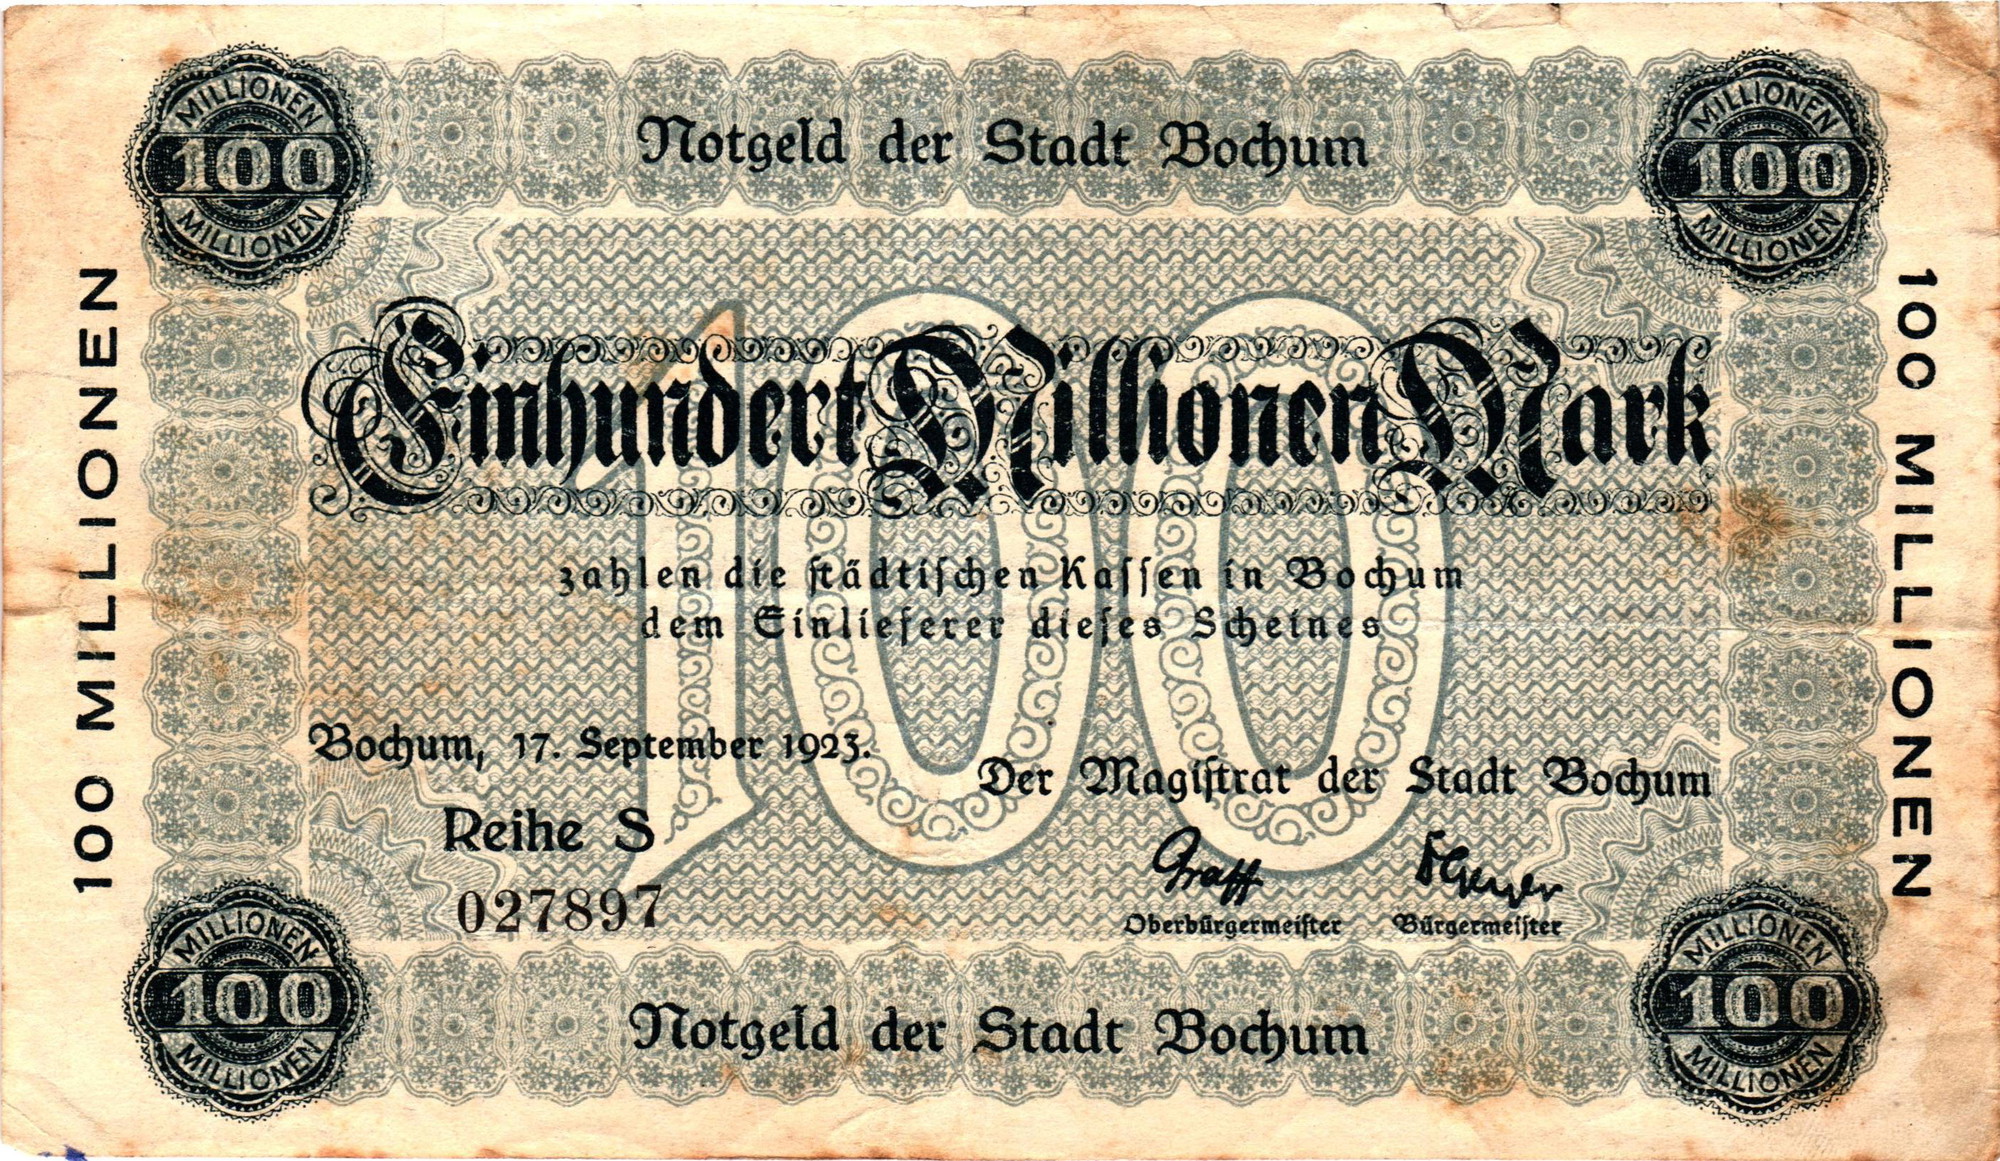 MILLIONEN
100
MILLIONEN
Notgeld der Stadt Bochum
MILLIONEN
100
MILLIONEN
100 MILLIONEN
100
Einhundert Millionen Mark
zahlen die städtischen Kassen in Bochum
dem Einlieferer dieses Scheines
Bochum, 17. September 1923.
Der Magistrat der Stadt Bochum
Reihe S
027897
Graff
Geyer
Oberbürgermeister
Bürgermeister
100 MILLIONEN
MILLIONEN
100
MILLIONEN
Notgeld der Stadt Bochum
MILLIONEN
100
MILLIONEN